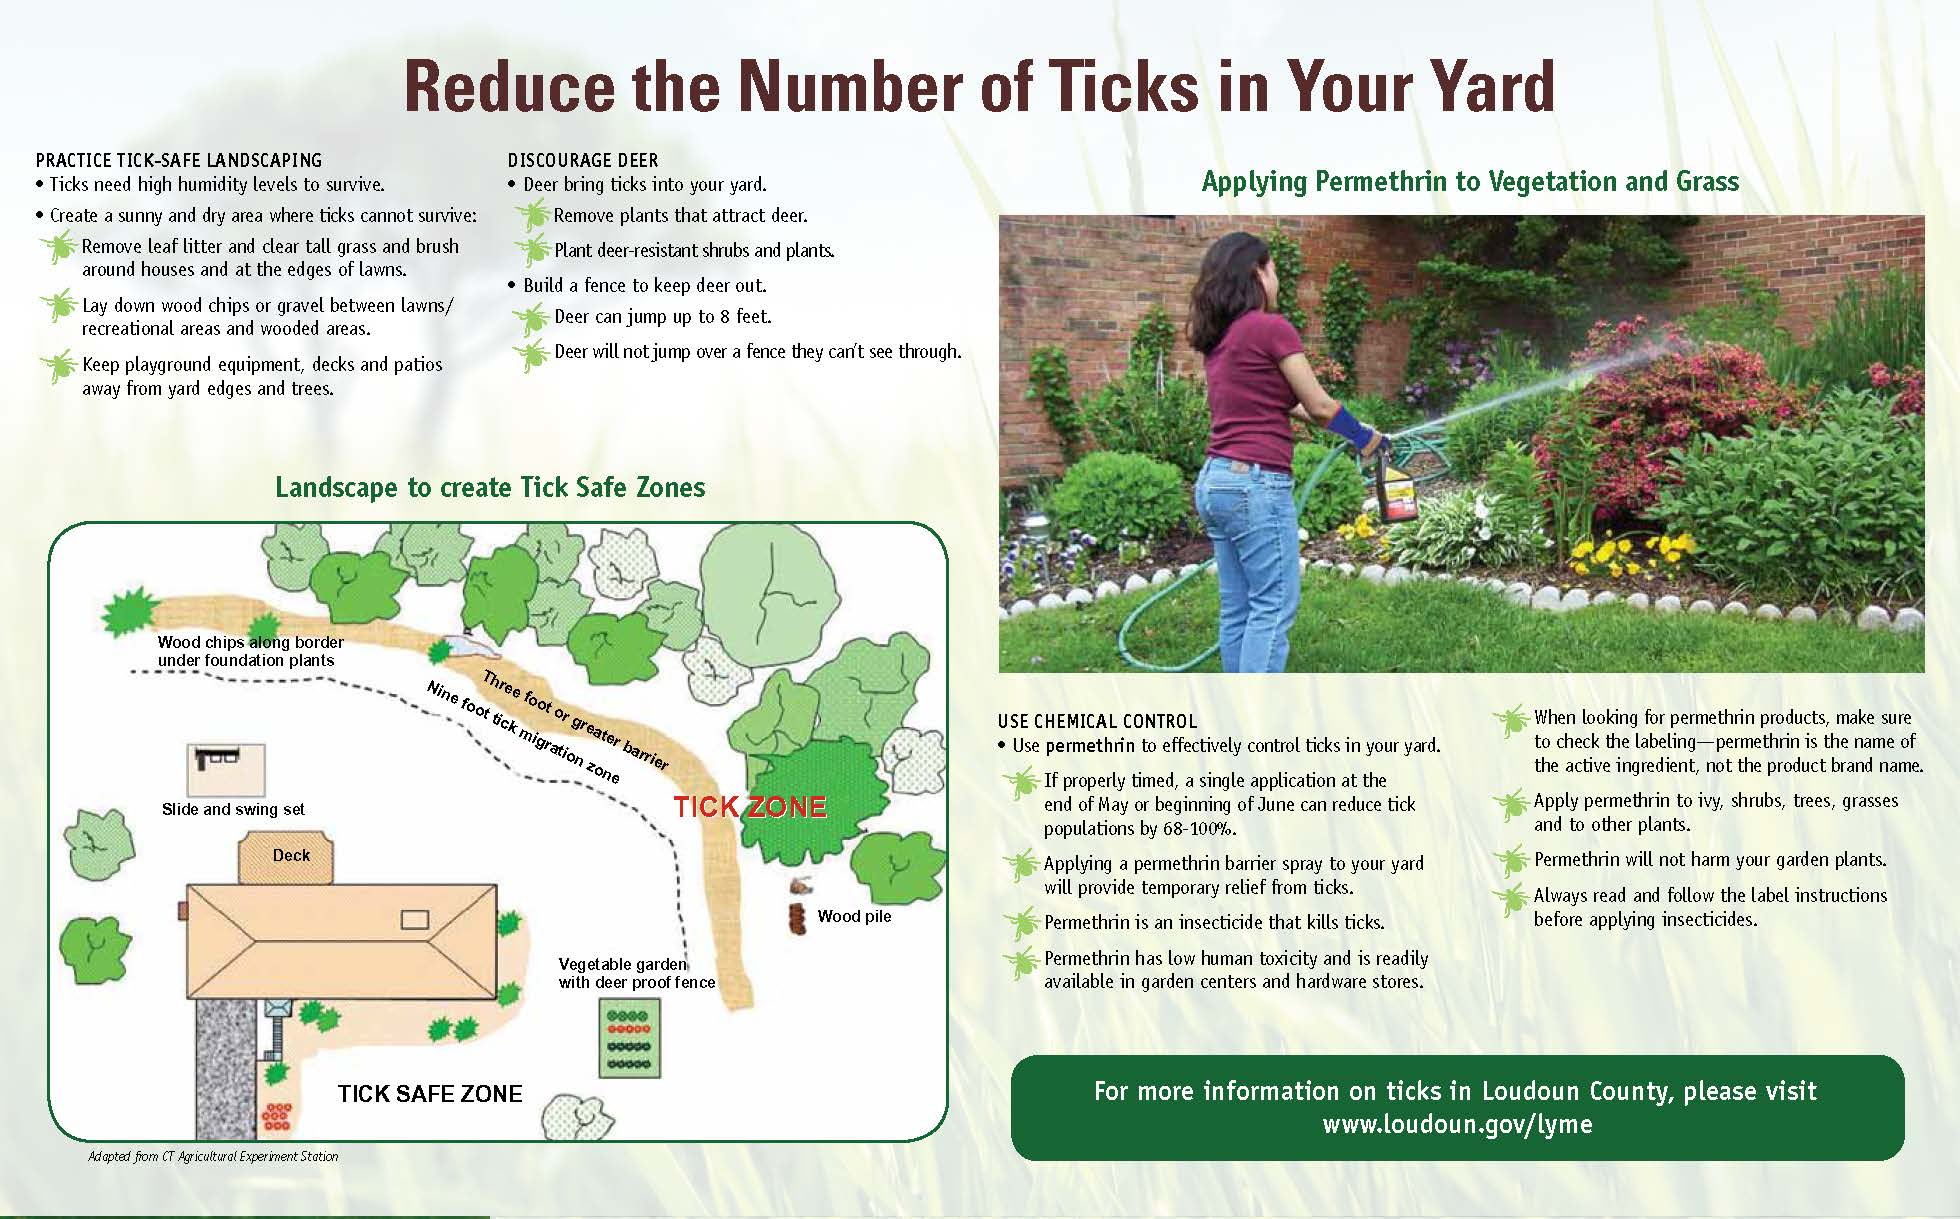 Reduce the Number of Ticks in Your Yard
PRACTICE TICK-SAFE LANDSCAPING
• Ticks need high humidity levels to survive.
• Create a sunny and dry area where ticks cannot survive:
Remove leaf litter and clear tall grass and brush
around houses and at the edges of lawns.
Lay down wood chips or gravel between lawns/
recreational areas and wooded areas.
Keep playground equipment, decks and patios
away from yard edges and trees.
DISCOURAGE DEER
• Deer bring ticks into your yard.
Remove plants that attract deer.
Plant deer-resistant shrubs and plants.
• Build a fence to keep deer out.
Deer can jump up to 8 feet.
Deer will not jump over a fence they can't see through.
Landscape to create Tick Safe Zones
Wood chips along border
under foundation plants
Three foot or greater barrier
Nine foot tick migration zone
TICK ZONE
Slide and swing set
Deck
Wood pile
Vegetable garden
with deer proof fence
TICK SAFE ZONE
Adapted from CT Agricultural Experiment Station
Applying Permethrin to Vegetation and Grass
USE CHEMICAL CONTROL
• Use permethrin to effectively control ticks in your yard.
If properly timed, a single application at the
end of May or beginning of June can reduce tick
populations by 68-100%.
Applying a permethrin barrier spray to your yard
will provide temporary relief from ticks.
Permethrin is an insecticide that kills ticks.
Permethrin has low human toxicity and is readily
available in garden centers and hardware stores.
When looking for permethrin products, make sure
to check the labeling—permethrin is the name of
the active ingredient, not the product brand name.
Apply permethrin to ivy, shrubs, trees, grasses
and to other plants.
Permethrin will not harm your garden plants.
Always read and follow the label instructions
before applying insecticides.
For more information on ticks in Loudoun County, please visit
www.loudoun.gov/lyme